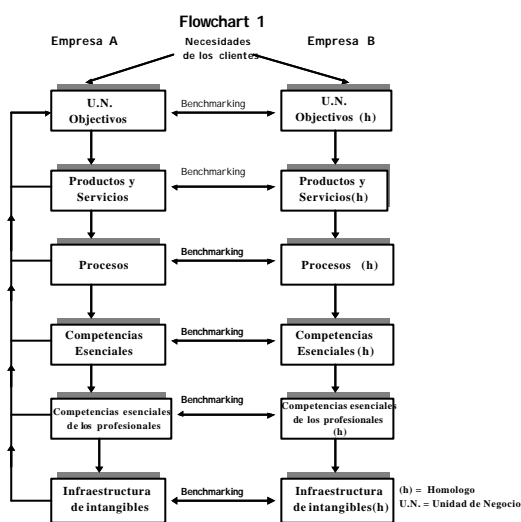 Flowchart 1
Empresa A
Necesidades
de los clientes
Empresa B
U.N.
Objectivos
Benchmarking
U.N.
Objectivos (h)
Productos y
Servicios
Benchmarking
Productos y
Servicios(h)
Procesos
Benchmarking
Procesos (h)
Competencias
Esenciales
Benchmarking
Competencias
Esenciales (h)
Competencias esenciales
de los profesionales
Benchmarking
Competencias esenciales
de los profesionales
(h)
Infraestructura
de intangibles
Benchmarking
Infraestructura
de intangibles(h)
(h) = Homologo
U.N. = Unidad de Negocio